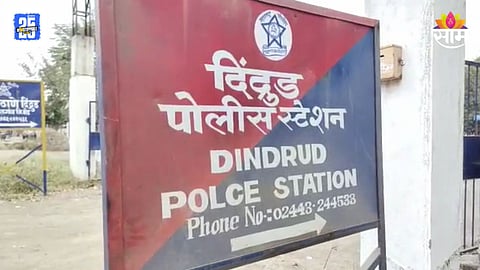 दिंद्रुड
पोलीस स्टेशन
DINDRUD
POLCE STATION
Phone No-: 02443-244533
साम